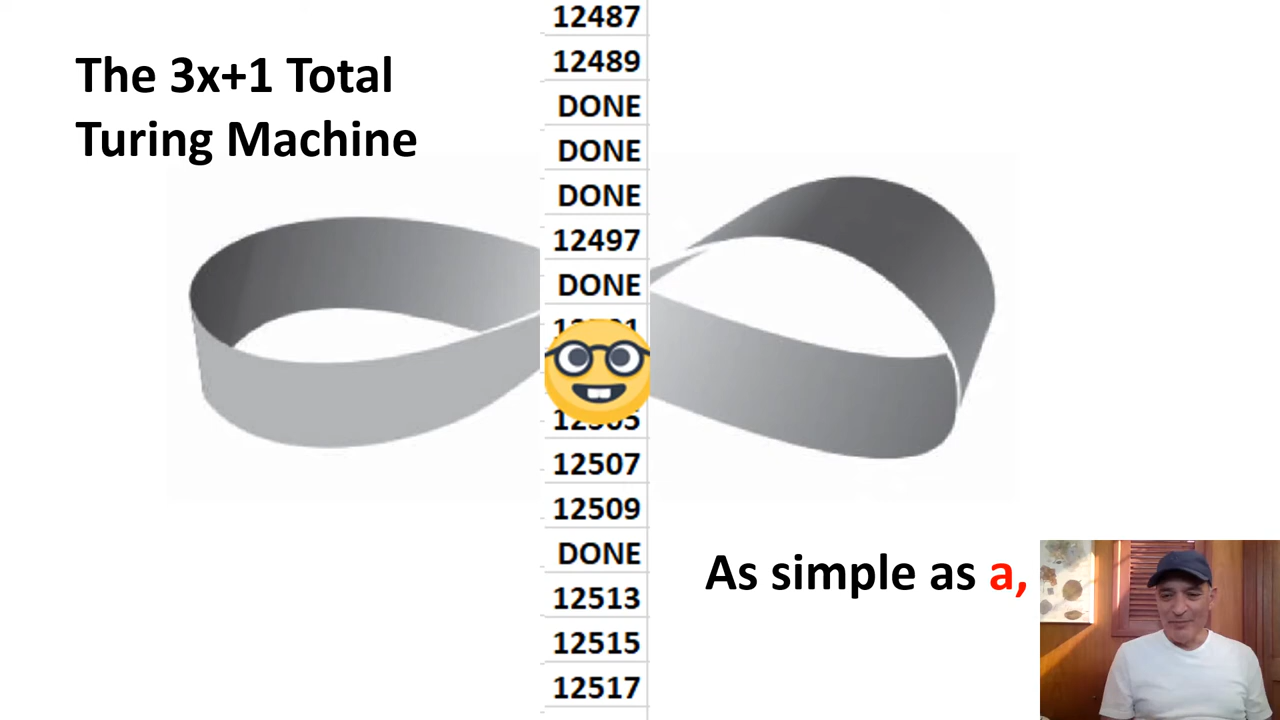 The 3x+1 Total
Turing Machine
12487
12489
DONE
DONE
DONE
12497
DONE
12507
12509
DONE
12513
12515
12517
As simple as a,